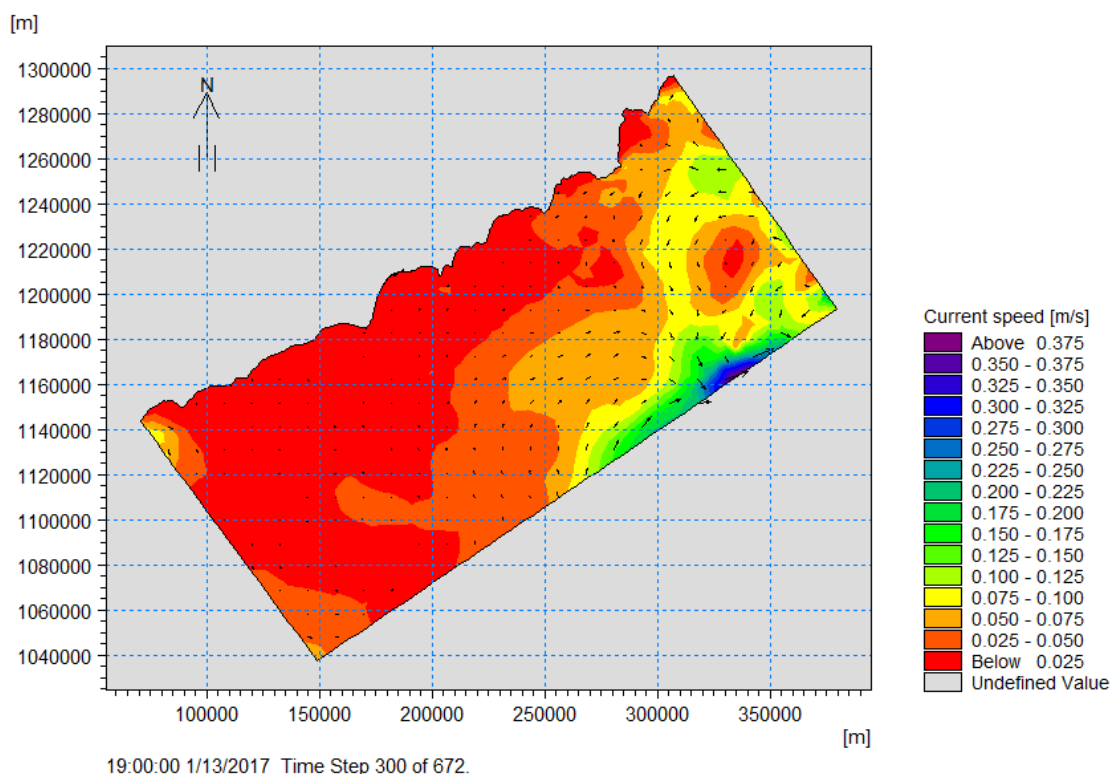 [m]
1300000
1280000
1260000
1240000
1220000
1200000
1180000
1160000
1140000
1120000
1100000
1080000
1060000
1040000
N
100000 150000 200000 250000 300000 350000
[m]
19:00:00 1/13/2017 Time Step 300 of 672.
Current speed [m/s]
Above 0.375
0.350 - 0.375
0.325 - 0.350
0.300 - 0.325
0.275 - 0.300
0.250 - 0.275
0.225 - 0.250
0.200 - 0.225
0.175 - 0.200
0.150 - 0.175
0.125 - 0.150
0.100 - 0.125
0.075 - 0.100
0.050 - 0.075
0.025 - 0.050
Below 0.025
Undefined Value